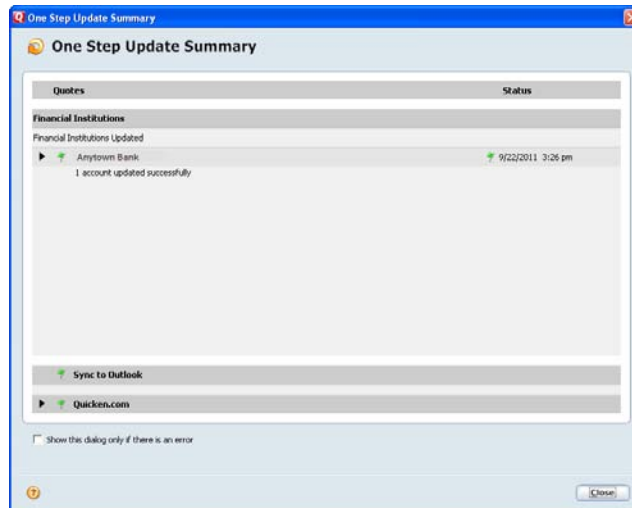 One Step Update Summary
One Step Update Summary
Quotes Status
Financial Institutions
Financial Institutions Updated
Anytown Bank 9/22/2011 3:26 pm
1 account updated successfully
Sync to Outlook
Quicken.com
Show this dialog only if there is an error
Close